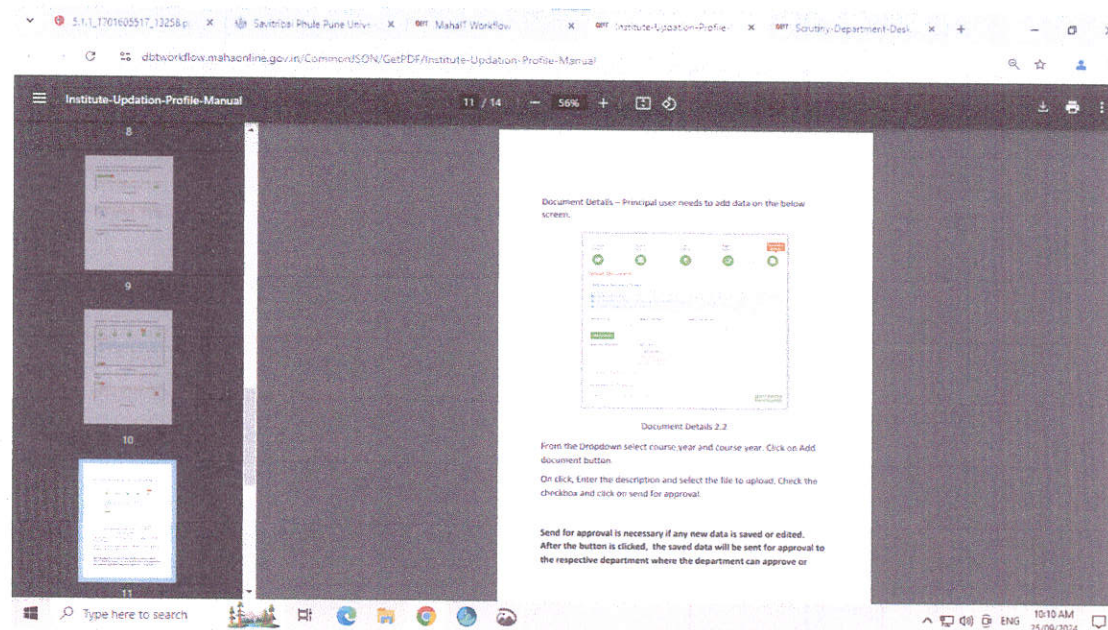 5.1.1_1701605517_13258.p
Savitribai Phule Pune Univ
MahaIT Workflow
Institute-Updation-Profile-
Scrutiny-Department-Desk
dbtworkflow.mahaonline.gov.in/CommonJSON/GetPDF/Institute-Updation-Profile-Manual
Institute-Updation-Profile-Manual
11 / 14
56%
8
9
10
11
Document Details – Principal user needs to add data on the below
screen.
Document Details 2.2
From the Dropdown select course year and course year. Click on Add
document button
On click, Enter the description and select the file to upload. Check the
checkbox and click on send for approval
Send for approval is necessary if any new data is saved or edited.
After the button is clicked, the saved data will be sent for approval to
the respective department where the department can approve or
Type here to search
ENG
10:10 AM
25/09/2024